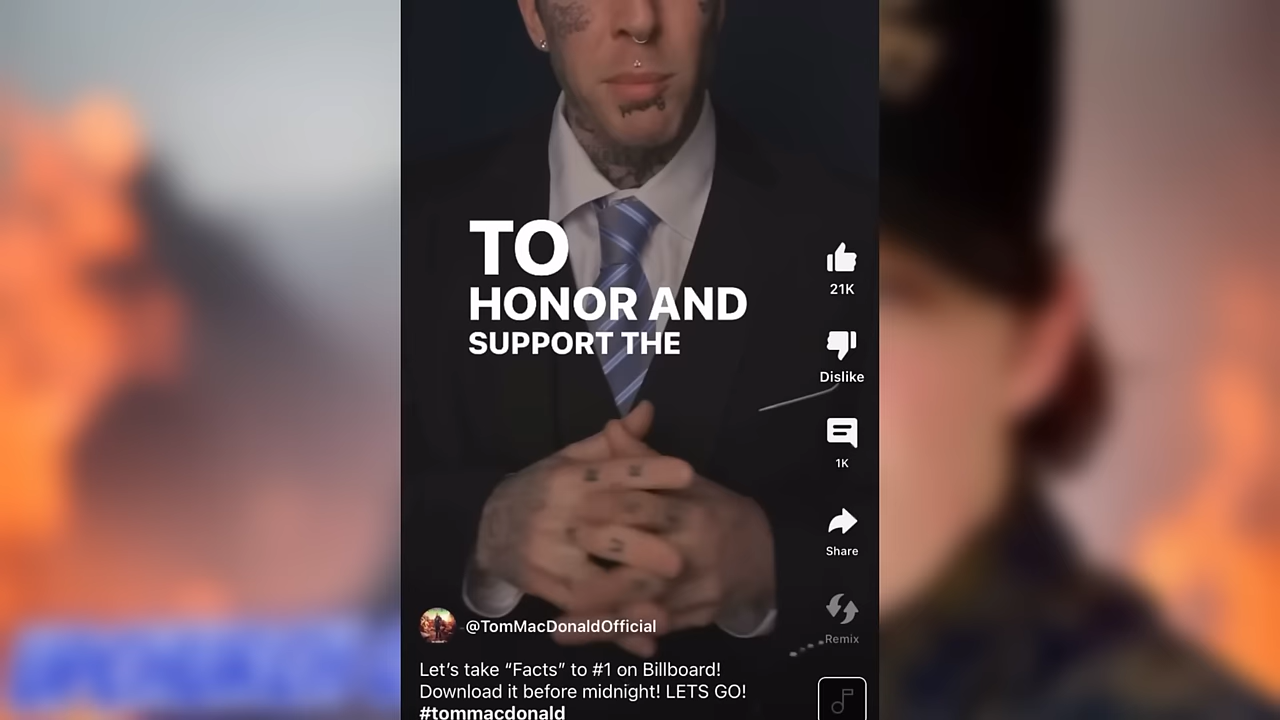 TO
HONOR AND
SUPPORT THE
21K
Dislike
1K
Share
Remix
@TomMacDonaldOfficial
Let's take “Facts” to #1 on Billboard!
Download it before midnight! LETS GO!
#tommacdonald